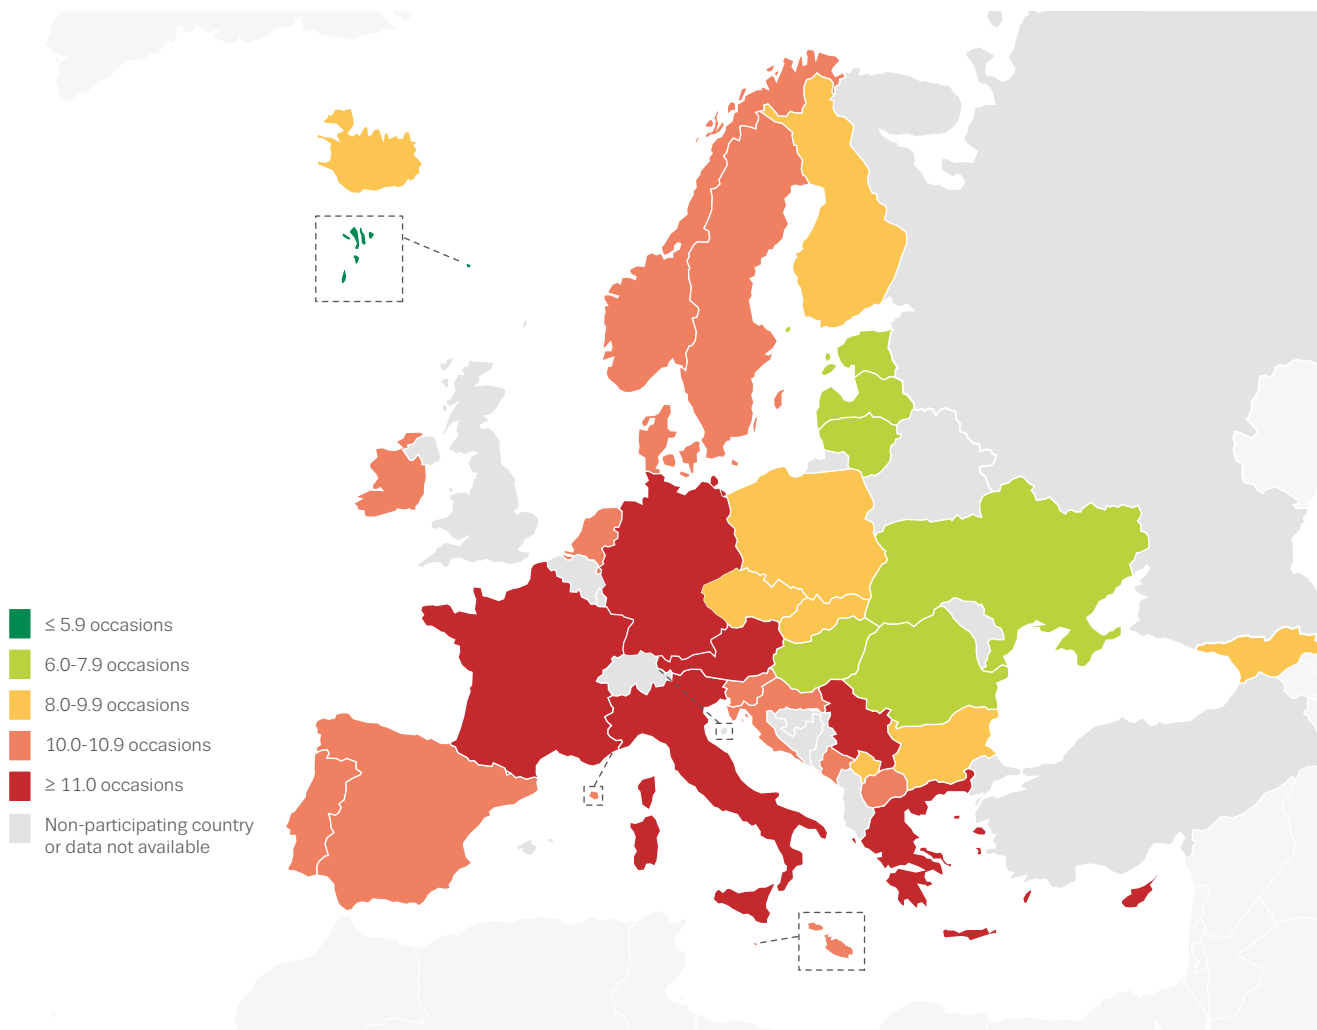 ≤ 5.9 occasions
6.0-7.9 occasions
8.0-9.9 occasions
10.0-10.9 occasions
≥ 11.0 occasions
Non-participating country
or data not available